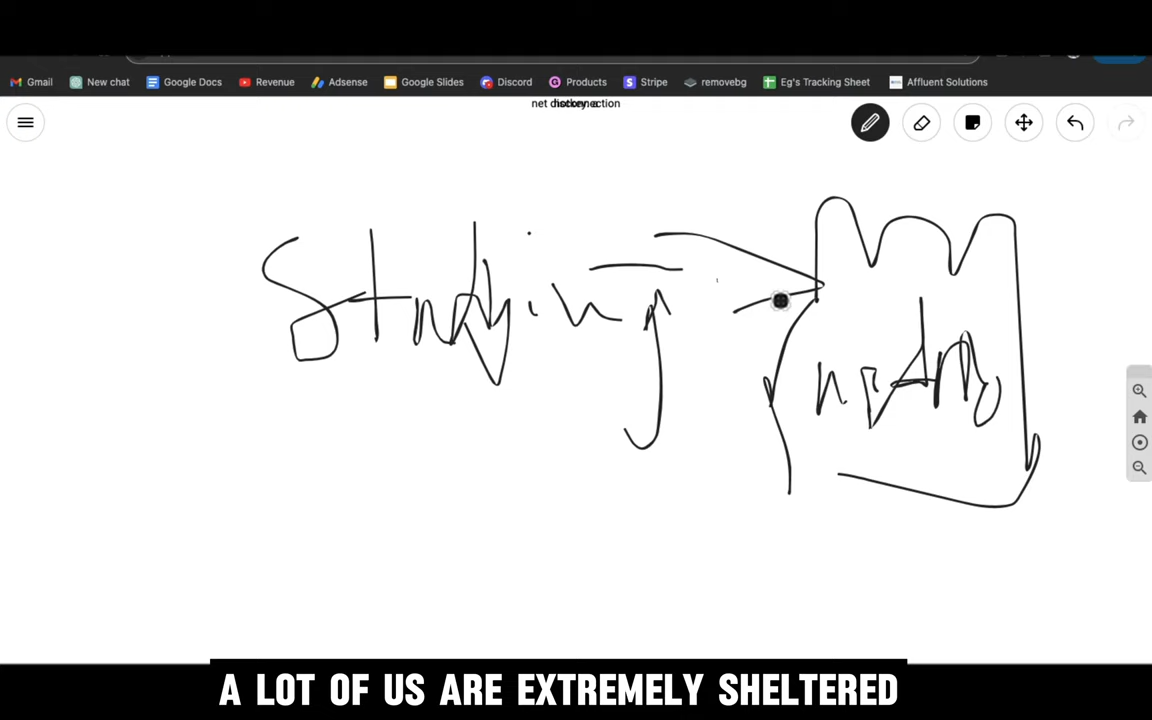 Gmail New chat Google Docs Revenue Adsense Google Slides Discord Products Stripe removebg Eg's Tracking Sheet Affluent Solutions
Studying
A LOT OF US ARE EXTREMELY SHELTERED